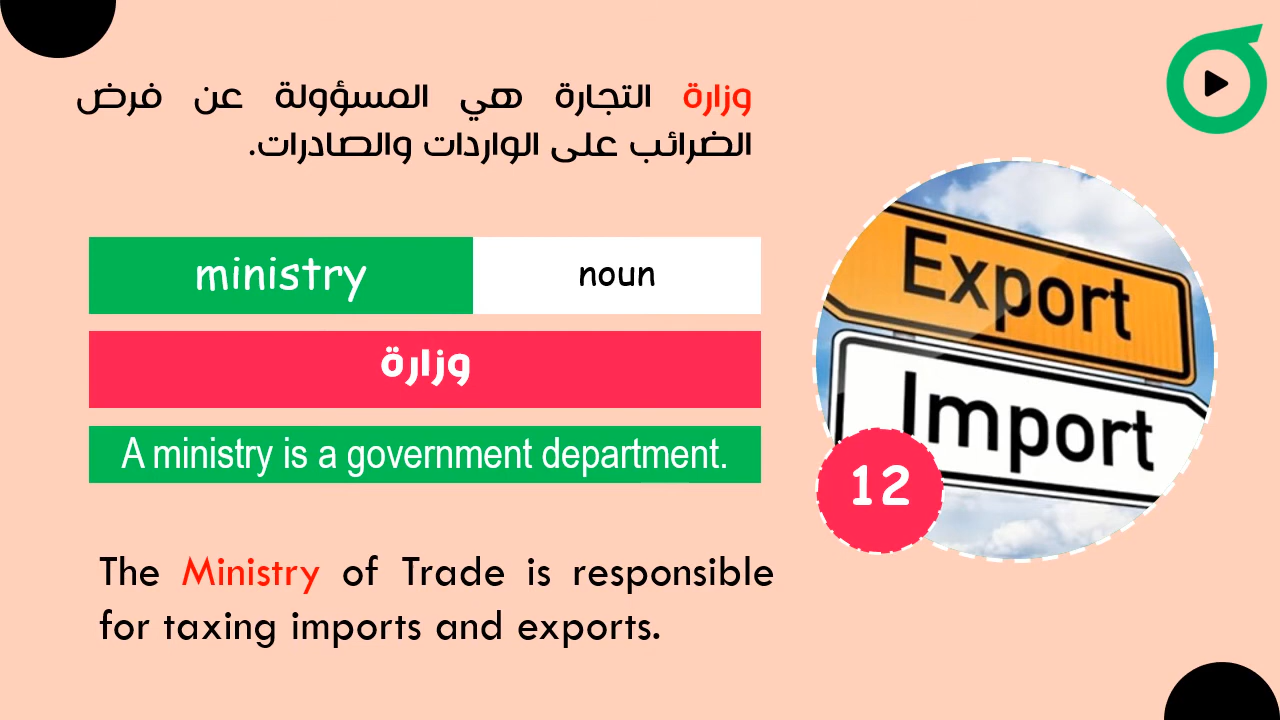 وزارة التجارة هي المسؤولة عن فرض
الضرائب على الواردات والصادرات.
ministry
noun
وزارة
A ministry is a government department.
Export
Import
12
The Ministry of Trade is responsible
for taxing imports and exports.